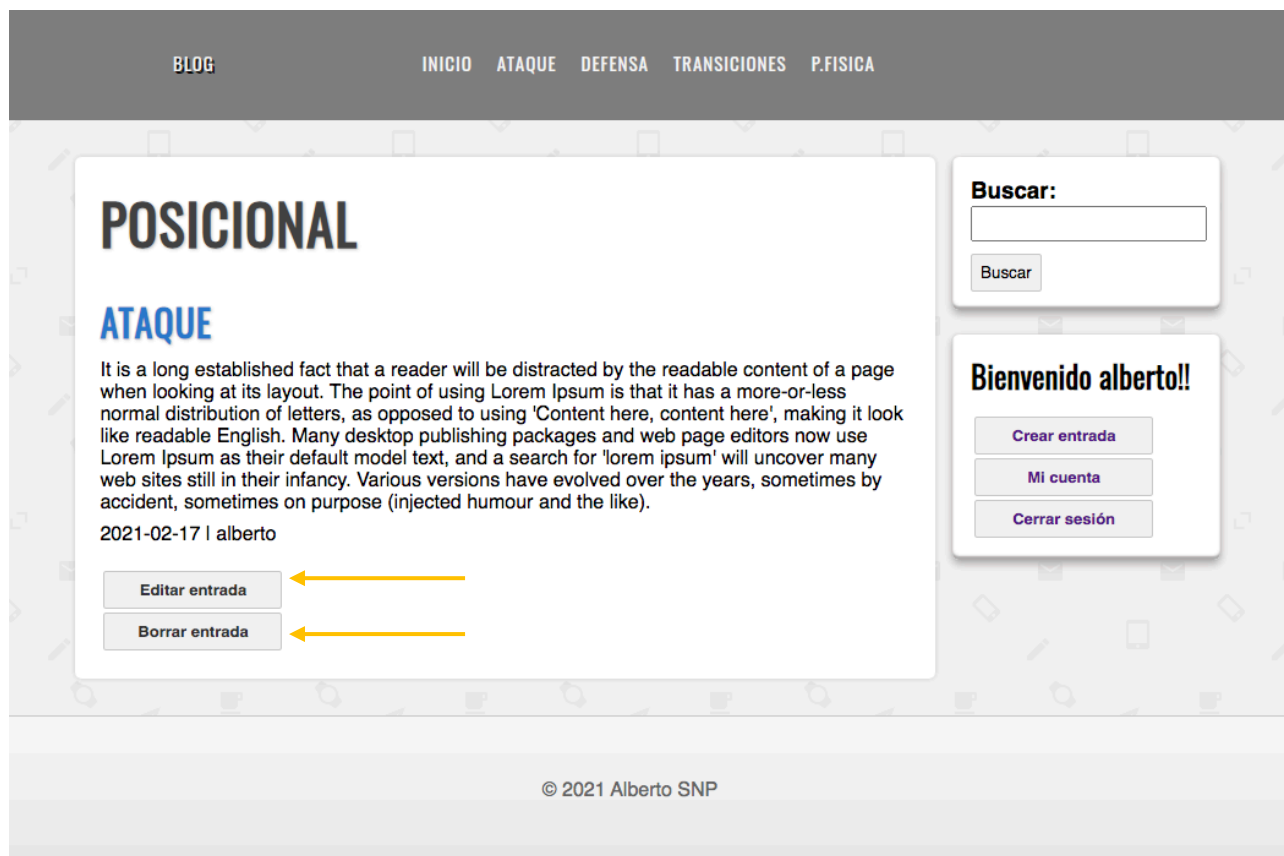 BLOG
INICIO ATAQUE DEFENSA TRANSICIONES P.FISICA
POSICIONAL
ATAQUE
It is a long established fact that a reader will be distracted by the readable content of a page
when looking at its layout. The point of using Lorem Ipsum is that it has a more-or-less
normal distribution of letters, as opposed to using 'Content here, content here', making it look
like readable English. Many desktop publishing packages and web page editors now use
Lorem Ipsum as their default model text, and a search for 'lorem ipsum' will uncover many
web sites still in their infancy. Various versions have evolved over the years, sometimes by
accident, sometimes on purpose (injected humour and the like).
2021-02-17 | alberto
Editar entrada
Borrar entrada
Buscar:
Buscar
Bienvenido alberto!!
Crear entrada
Mi cuenta
Cerrar sesión
© 2021 Alberto SNP